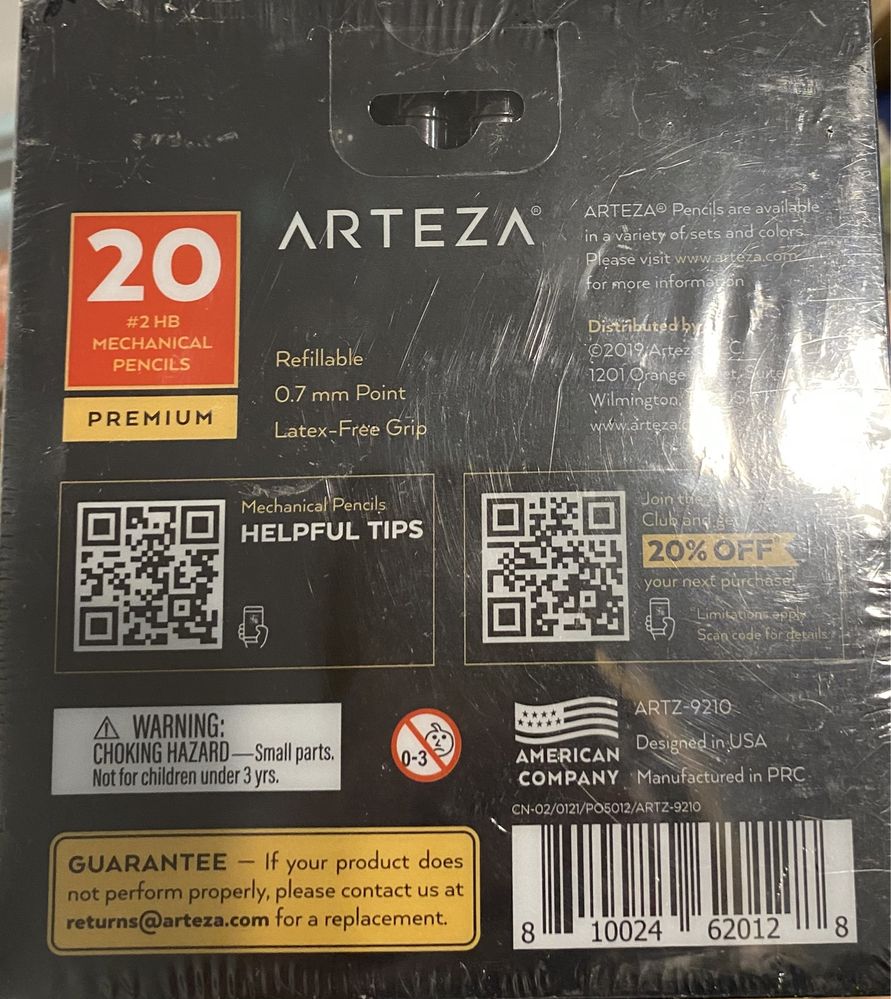 ARTEZA®
20
#2 HB
MECHANICAL
PENCILS
PREMIUM
Refillable
0.7 mm Point
Latex-Free Grip
ARTEZA® Pencils are available
in a variety of sets and colors.
Please visit www.arteza.com
for more information
Distributed by
©2019 Artez
1201 Orange
Wilmington,
www.arteza.c
Mechanical Pencils
HELPFUL TIPS
Join the
Club and get
20% OFF*
your next purchase!
*Limitations apply
Scan code for details.
WARNING:
CHOKING HAZARD—Small parts.
Not for children under 3 yrs.
0-3
AMERICAN
COMPANY
ARTZ-9210
Designed in USA
Manufactured in PRC
CN-02/0121/PO5012/ARTZ-9210
GUARANTEE — If your product does
not perform properly, please contact us at
returns@arteza.com for a replacement.
8 10024 62012 8